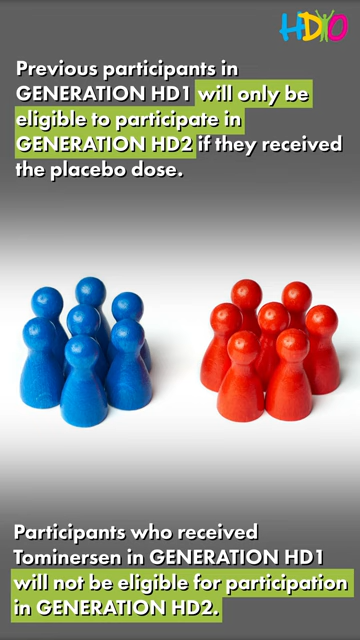 HDYO
Previous participants in
GENERATION HD1 will only be
eligible to participate in
GENERATION HD2 if they received
the placebo dose.
Participants who received
Tominersen in GENERATION HD1
will not be eligible for participation
in GENERATION HD2.